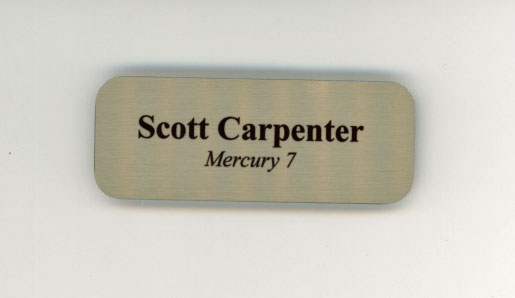 Scott Carpenter
Mercury 7